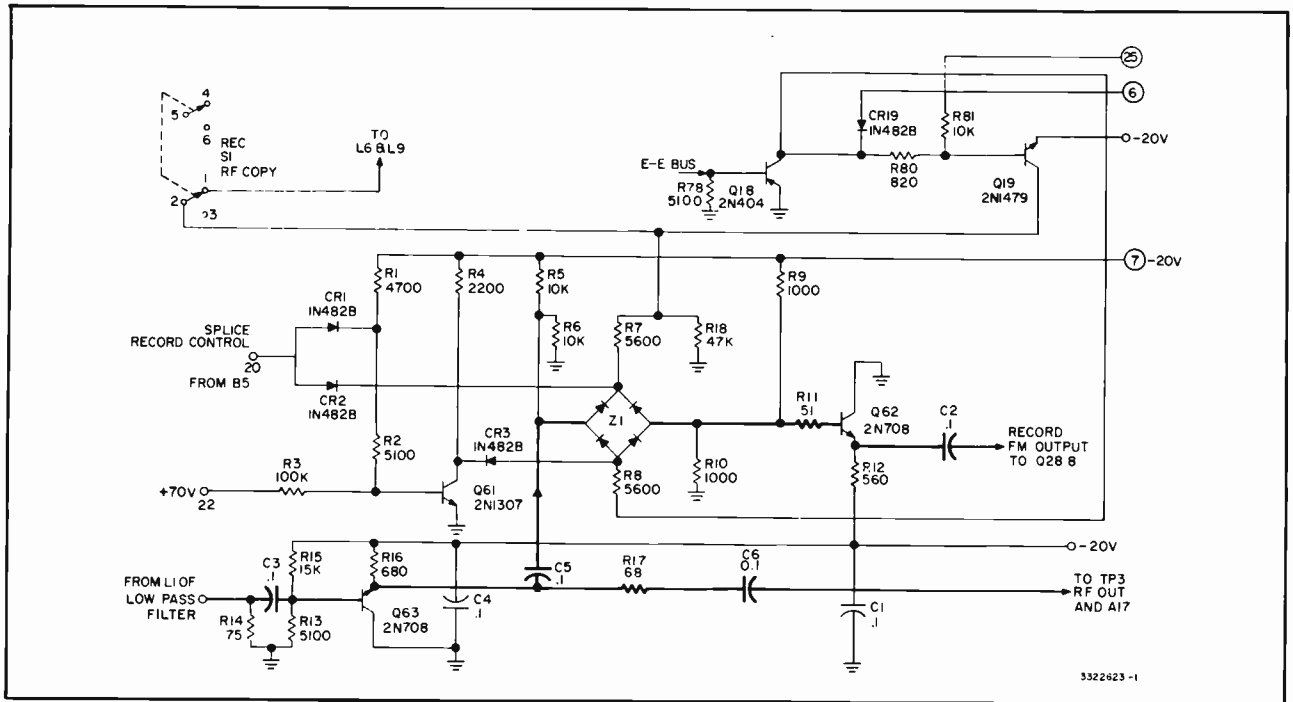 4
5
6
REC
S1
RF COPY
1
2
3
TO
L6 & L9
25
6
CR19
1N482B
R81
10K
-20V
E-E BUS
R78
5100
Q18
2N404
R80
820
Q19
2N1479
7
-20V
R1
4700
R4
2200
R5
10K
R9
1000
CR1
1N482B
SPLICE
RECORD CONTROL
20
FROM B5
CR2
1N482B
R6
10K
R7
5600
R18
47K
Z1
R11
51
Q62
2N708
C2
.1
RECORD
FM OUTPUT
TO Q28 8
R2
5100
CR3
1N482B
R3
100K
+70V
22
Q61
2N1307
R8
5600
R10
1000
R12
560
-20V
FROM L1 OF
LOW PASS
FILTER
C3
.1
R15
15K
R16
680
R14
75
R13
5100
Q63
2N708
C4
.1
C5
.1
R17
68
C6
0.1
C1
.1
TO TP3
RF OUT
AND A17
3322623-1